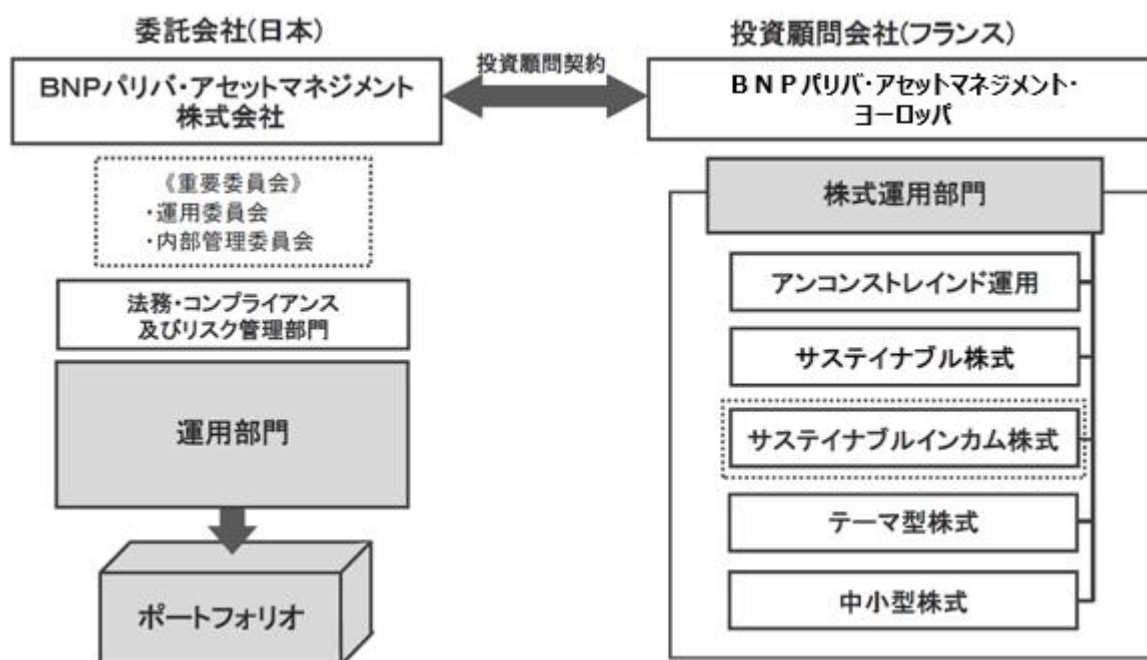 委託会社(日本)
BNPパリバ・アセットマネジメント
株式会社
《重要委員会》
・運用委員会
・内部管理委員会
法務・コンプライアンス
及びリスク管理部門
運用部門
ポートフォリオ
投資顧問契約
投資顧問会社(フランス)
BNPパリバ・アセットマネジメント・
ヨーロッパ
株式運用部門
アンコンストレインド運用
サステイナブル株式
サステイナブルインカム株式
テーマ型株式
中小型株式